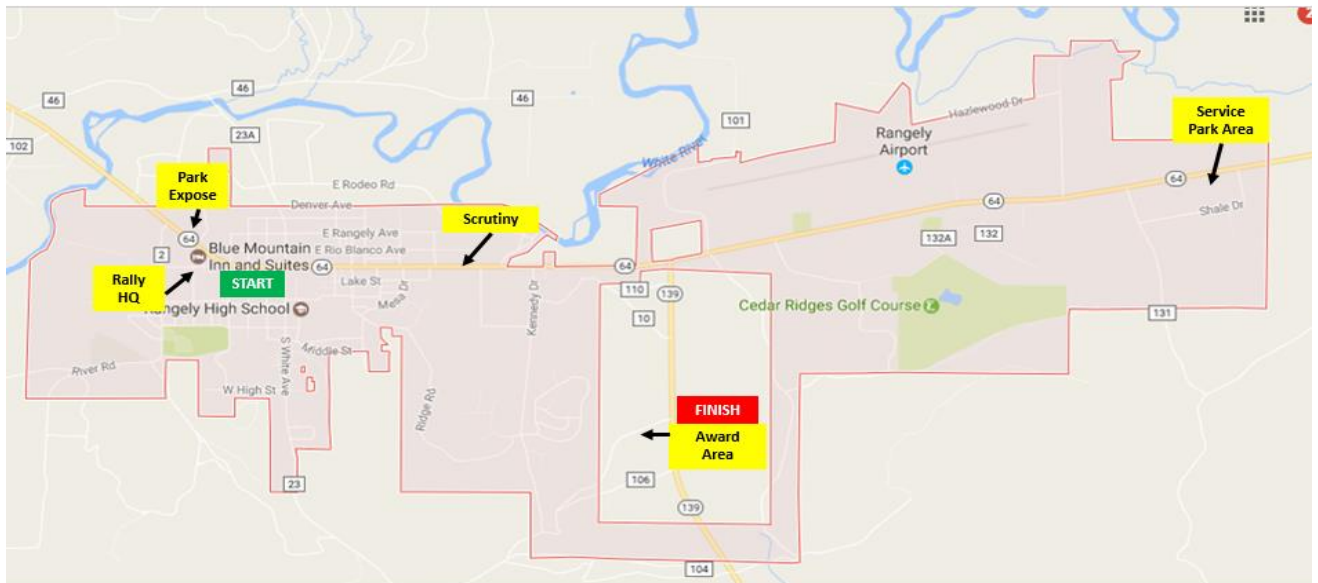 46
46
46
2
101
23A
102
Hazlewood Dr
Service
Park Area
Rangely
Airport
White River
Park
Expose
E Rodeo Rd
Denver Ave
64
64
Shale Dr
Scrutiny
E Rangely Ave
132A
132
64
2
Blue Mountain
Inn and Suites
E Rio Blanco Ave
64
64
Rally
HQ
START
Lake St
Mesa Dr
Kennedy Dr
110
139
10
Rangely High School
Cedar Ridges Golf Course
131
S White Ave
Middle St
River Rd
W High St
Ridge Rd
FINISH
Award
Area
23
106
139
104